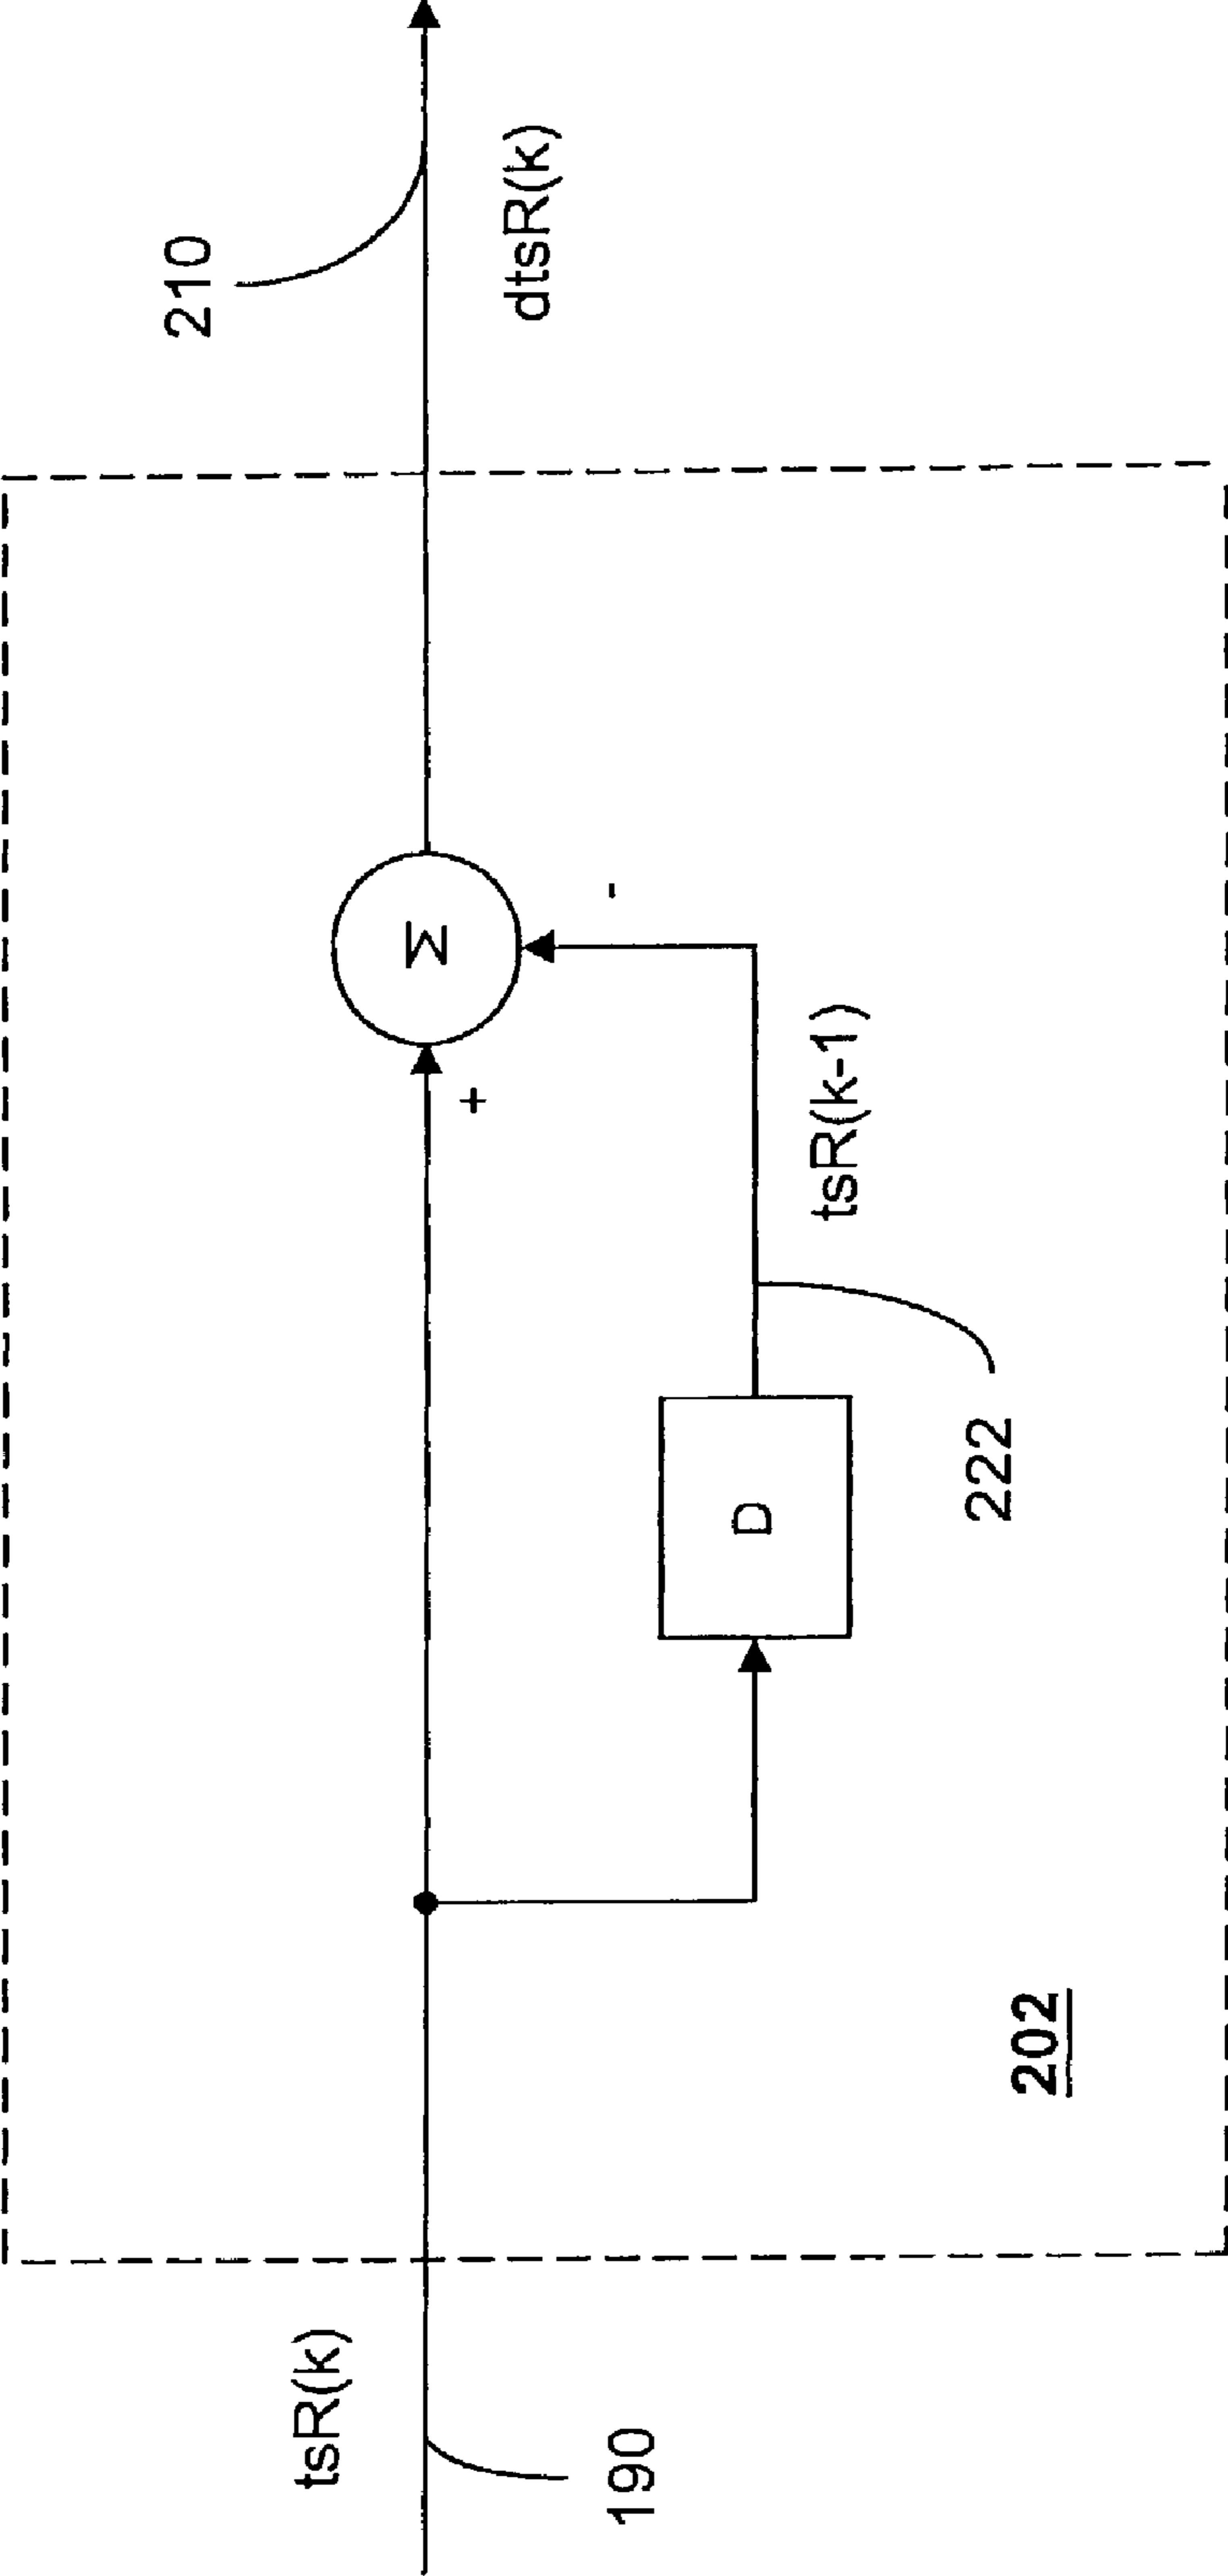 tsR(k)
190
202
D
222
tsR(k-1)
+
-
Σ
210
dtsR(k)